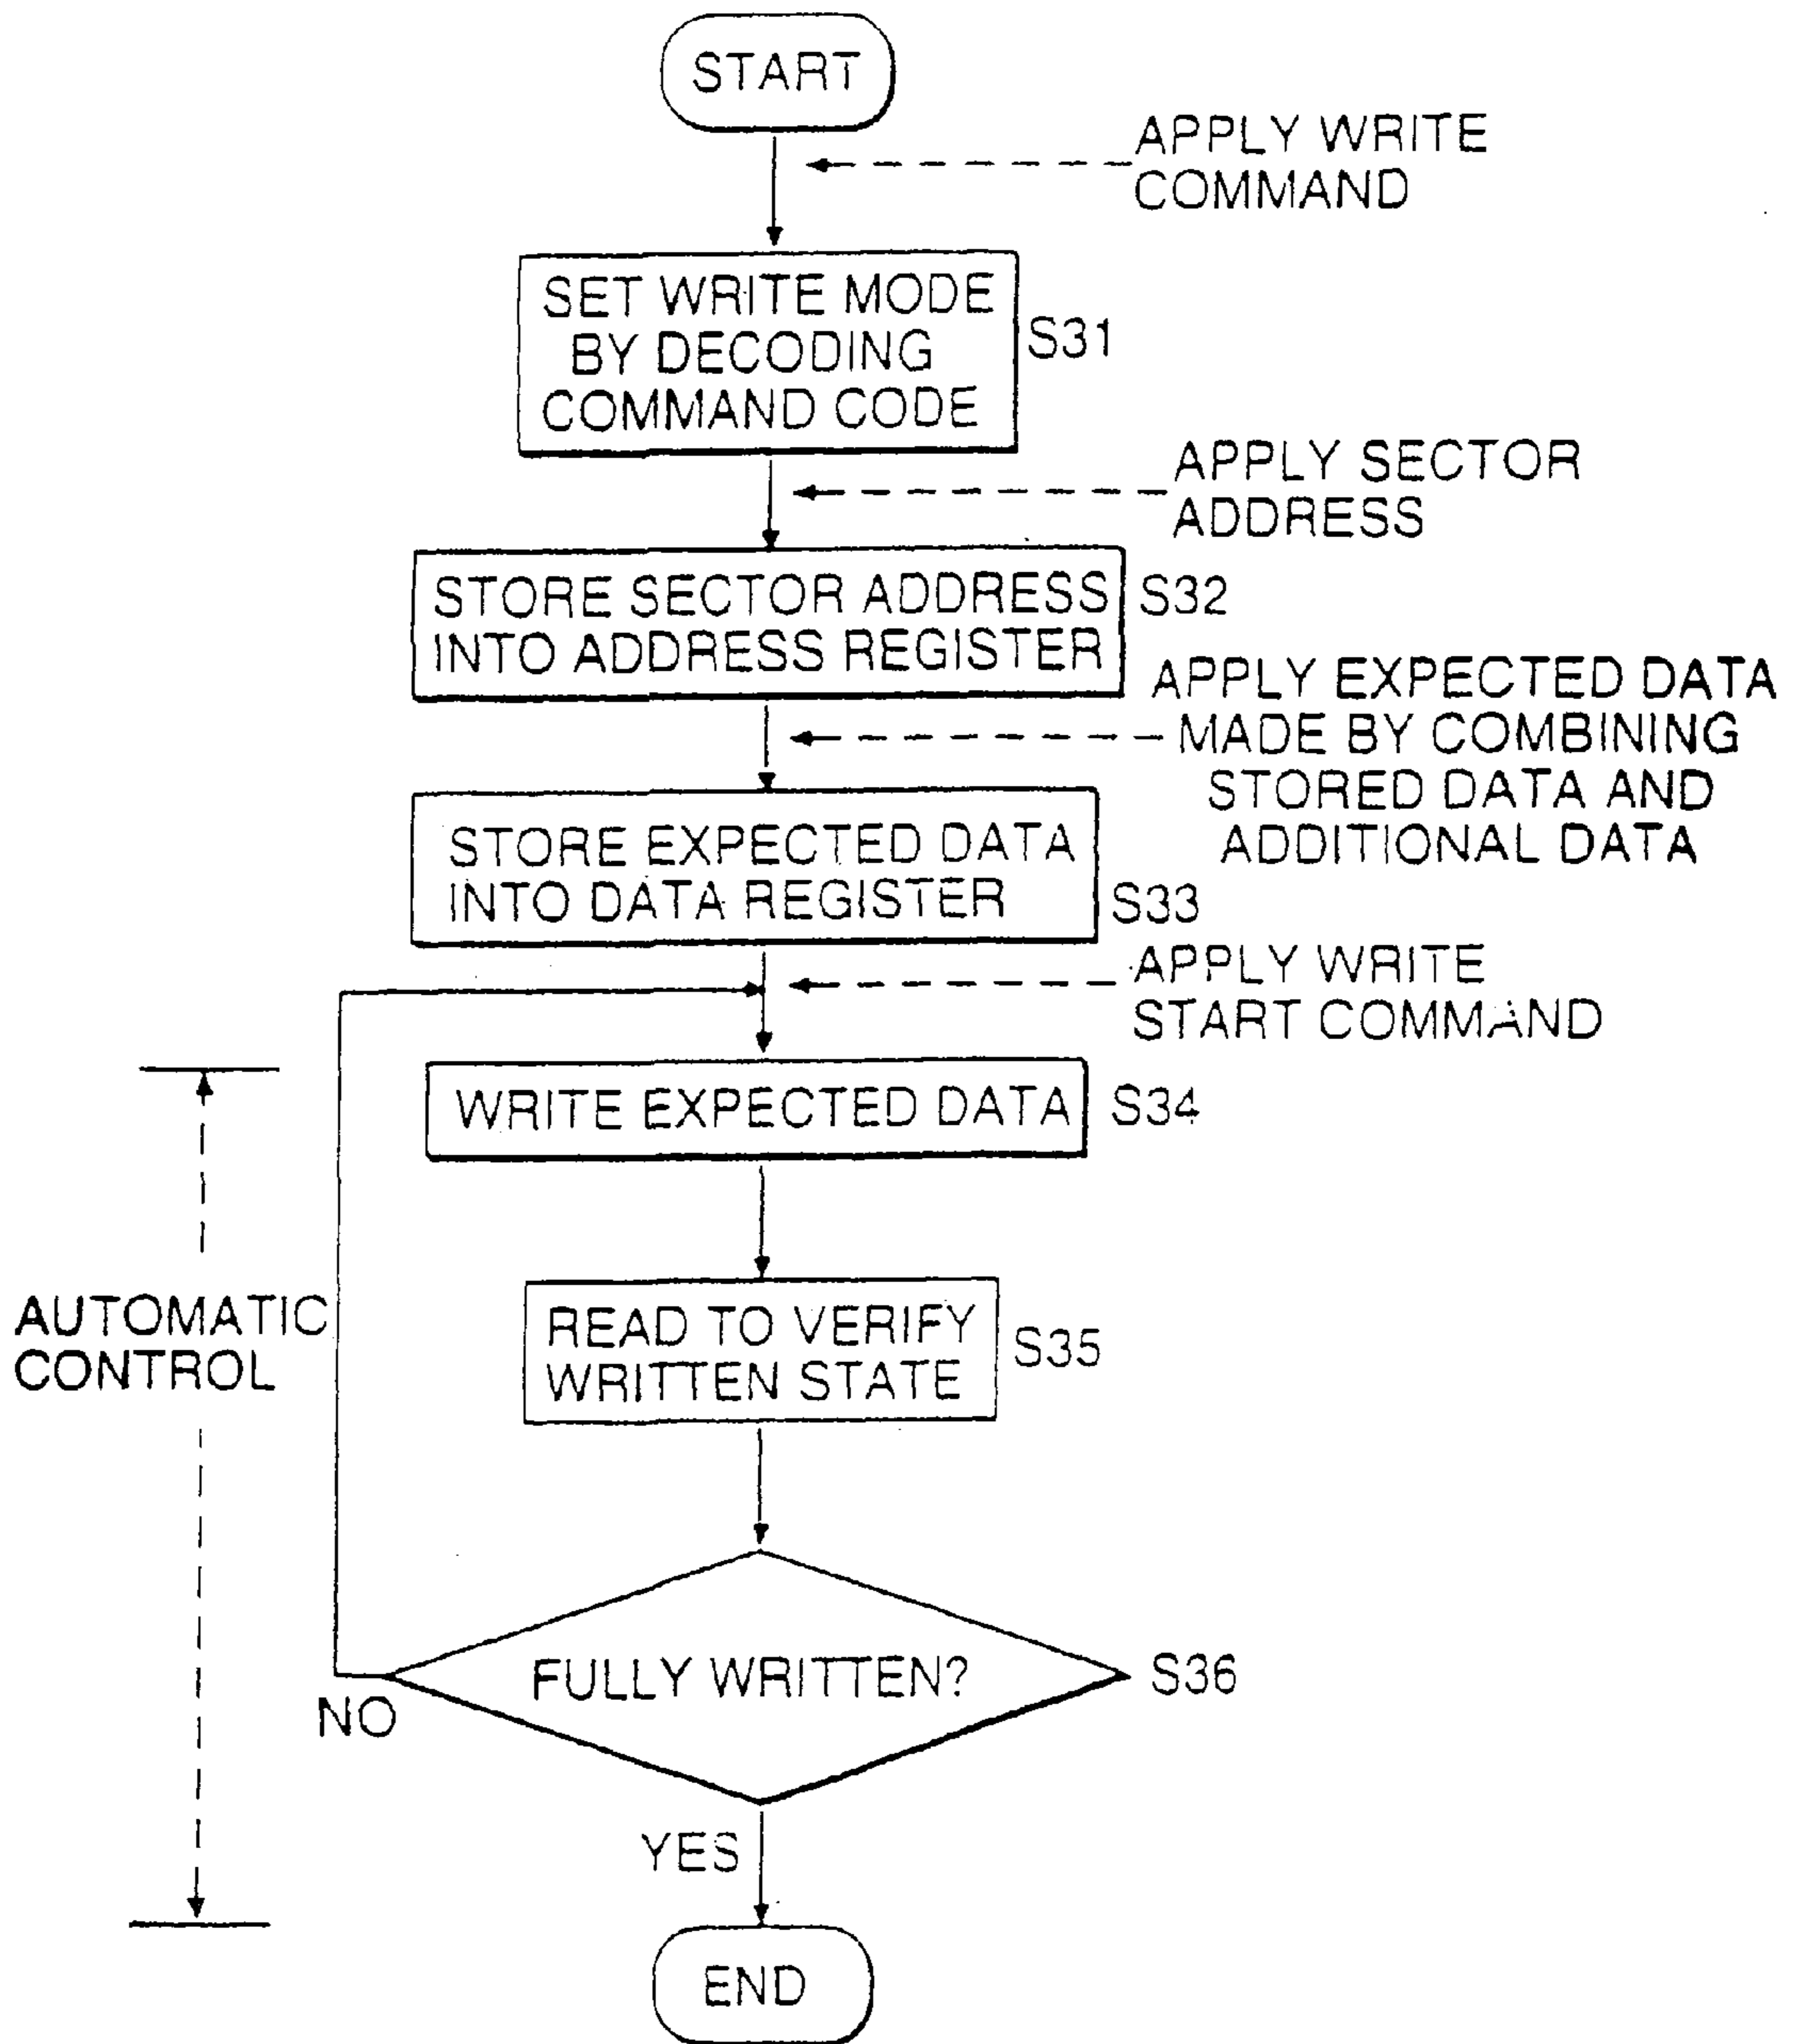 START
APPLY WRITE
COMMAND
SET WRITE MODE
BY DECODING
COMMAND CODE
S31
APPLY SECTOR
ADDRESS
STORE SECTOR ADDRESS
INTO ADDRESS REGISTER
S32
APPLY EXPECTED DATA
MADE BY COMBINING
STORED DATA AND
ADDITIONAL DATA
STORE EXPECTED DATA
INTO DATA REGISTER
S33
APPLY WRITE
START COMMAND
WRITE EXPECTED DATA
S34
AUTOMATIC
CONTROL
READ TO VERIFY
WRITTEN STATE
S35
FULLY WRITTEN?
S36
NO
YES
END